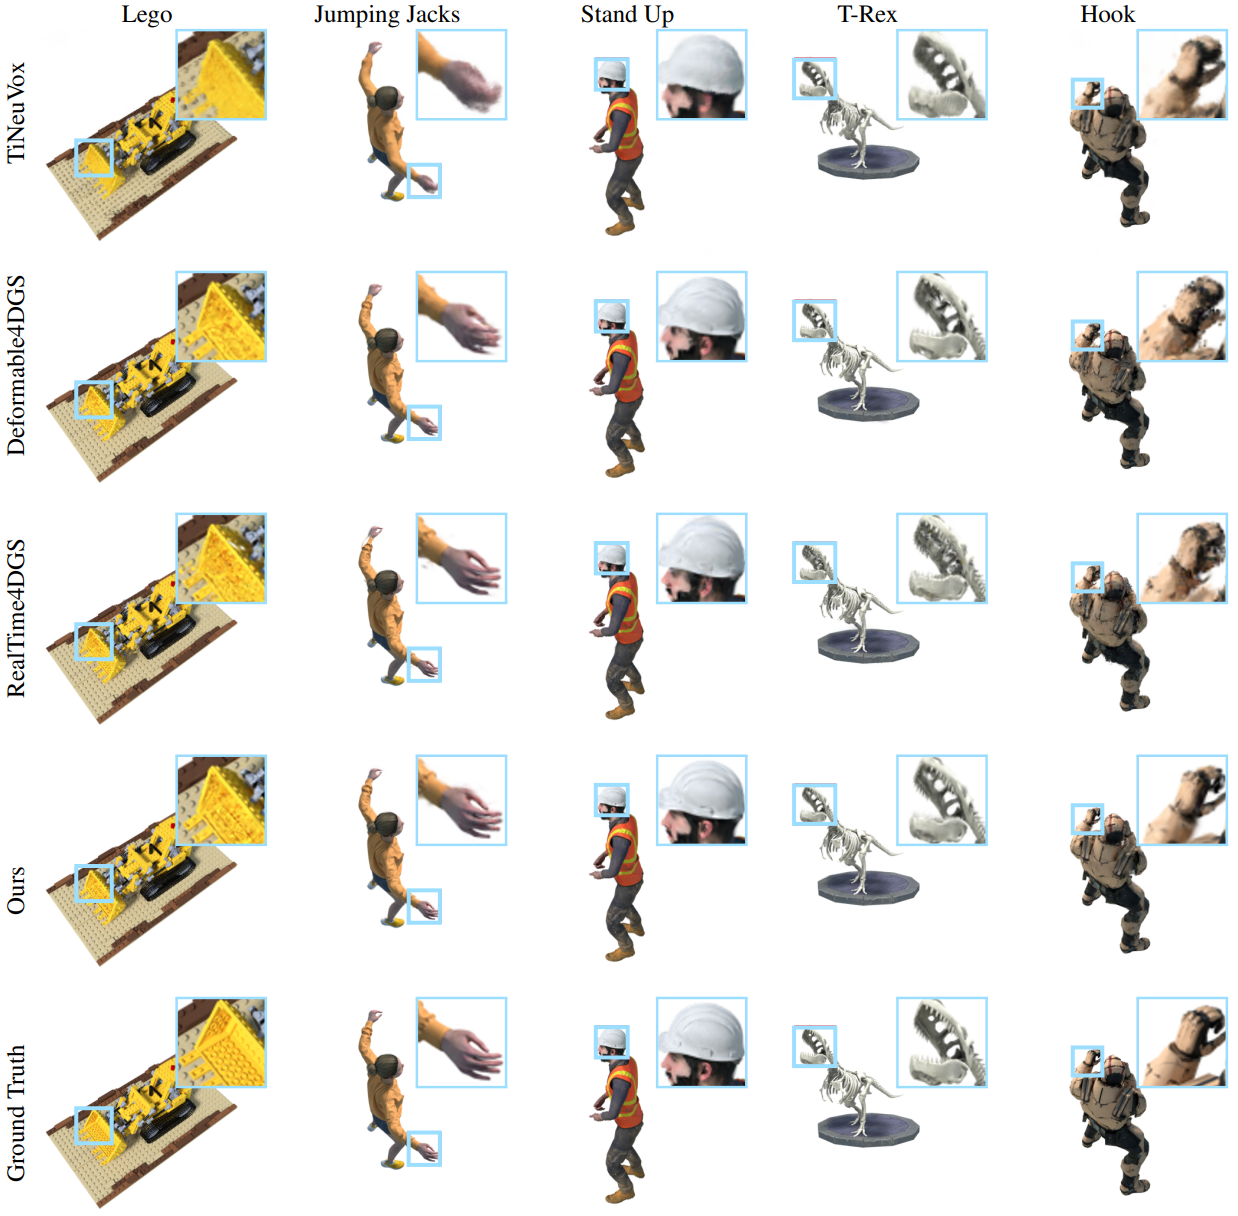 Lego Jumping Jacks Stand Up T-Rex Hook
TiNeuVox
Deformable4DGS
RealTime4DGS
Ours
Ground Truth